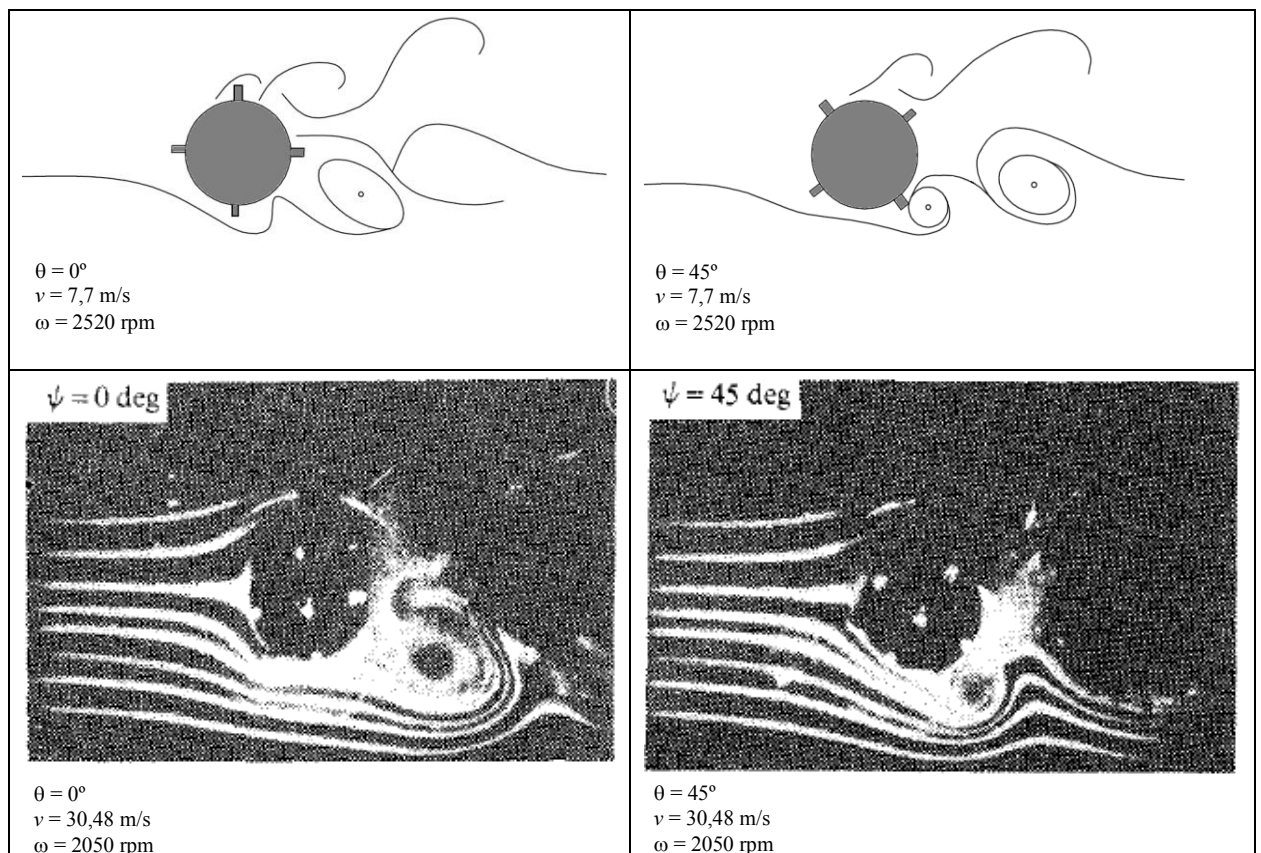 θ = 0º
v = 7,7 m/s
ω = 2520 rpm
θ = 45º
v = 7,7 m/s
ω = 2520 rpm
ψ = 0 deg
ψ = 45 deg
θ = 0º
v = 30,48 m/s
ω = 2050 rpm
θ = 45º
v = 30,48 m/s
ω = 2050 rpm